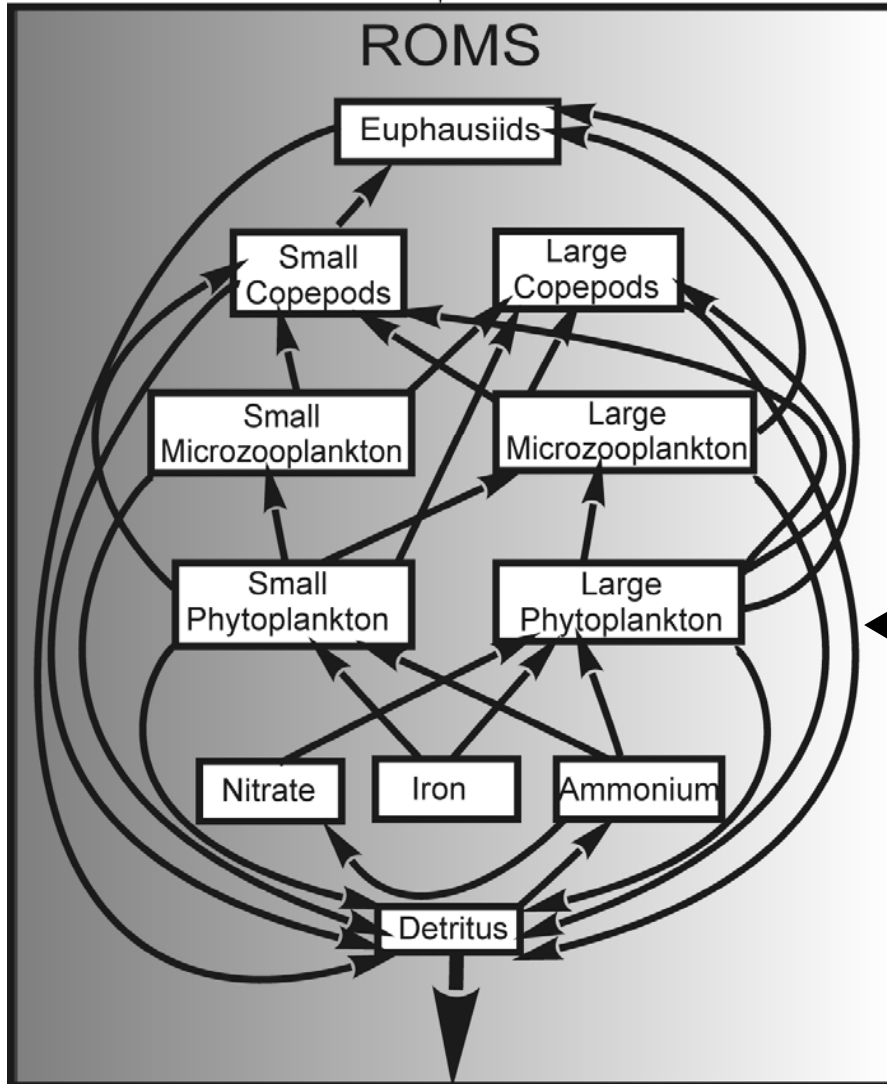 ROMS
Euphausiids
Small
Copepods
Large
Copepods
Small
Microzooplankton
Large
Microzooplankton
Small
Phytoplankton
Large
Phytoplankton
Nitrate
Iron
Ammonium
Detritus